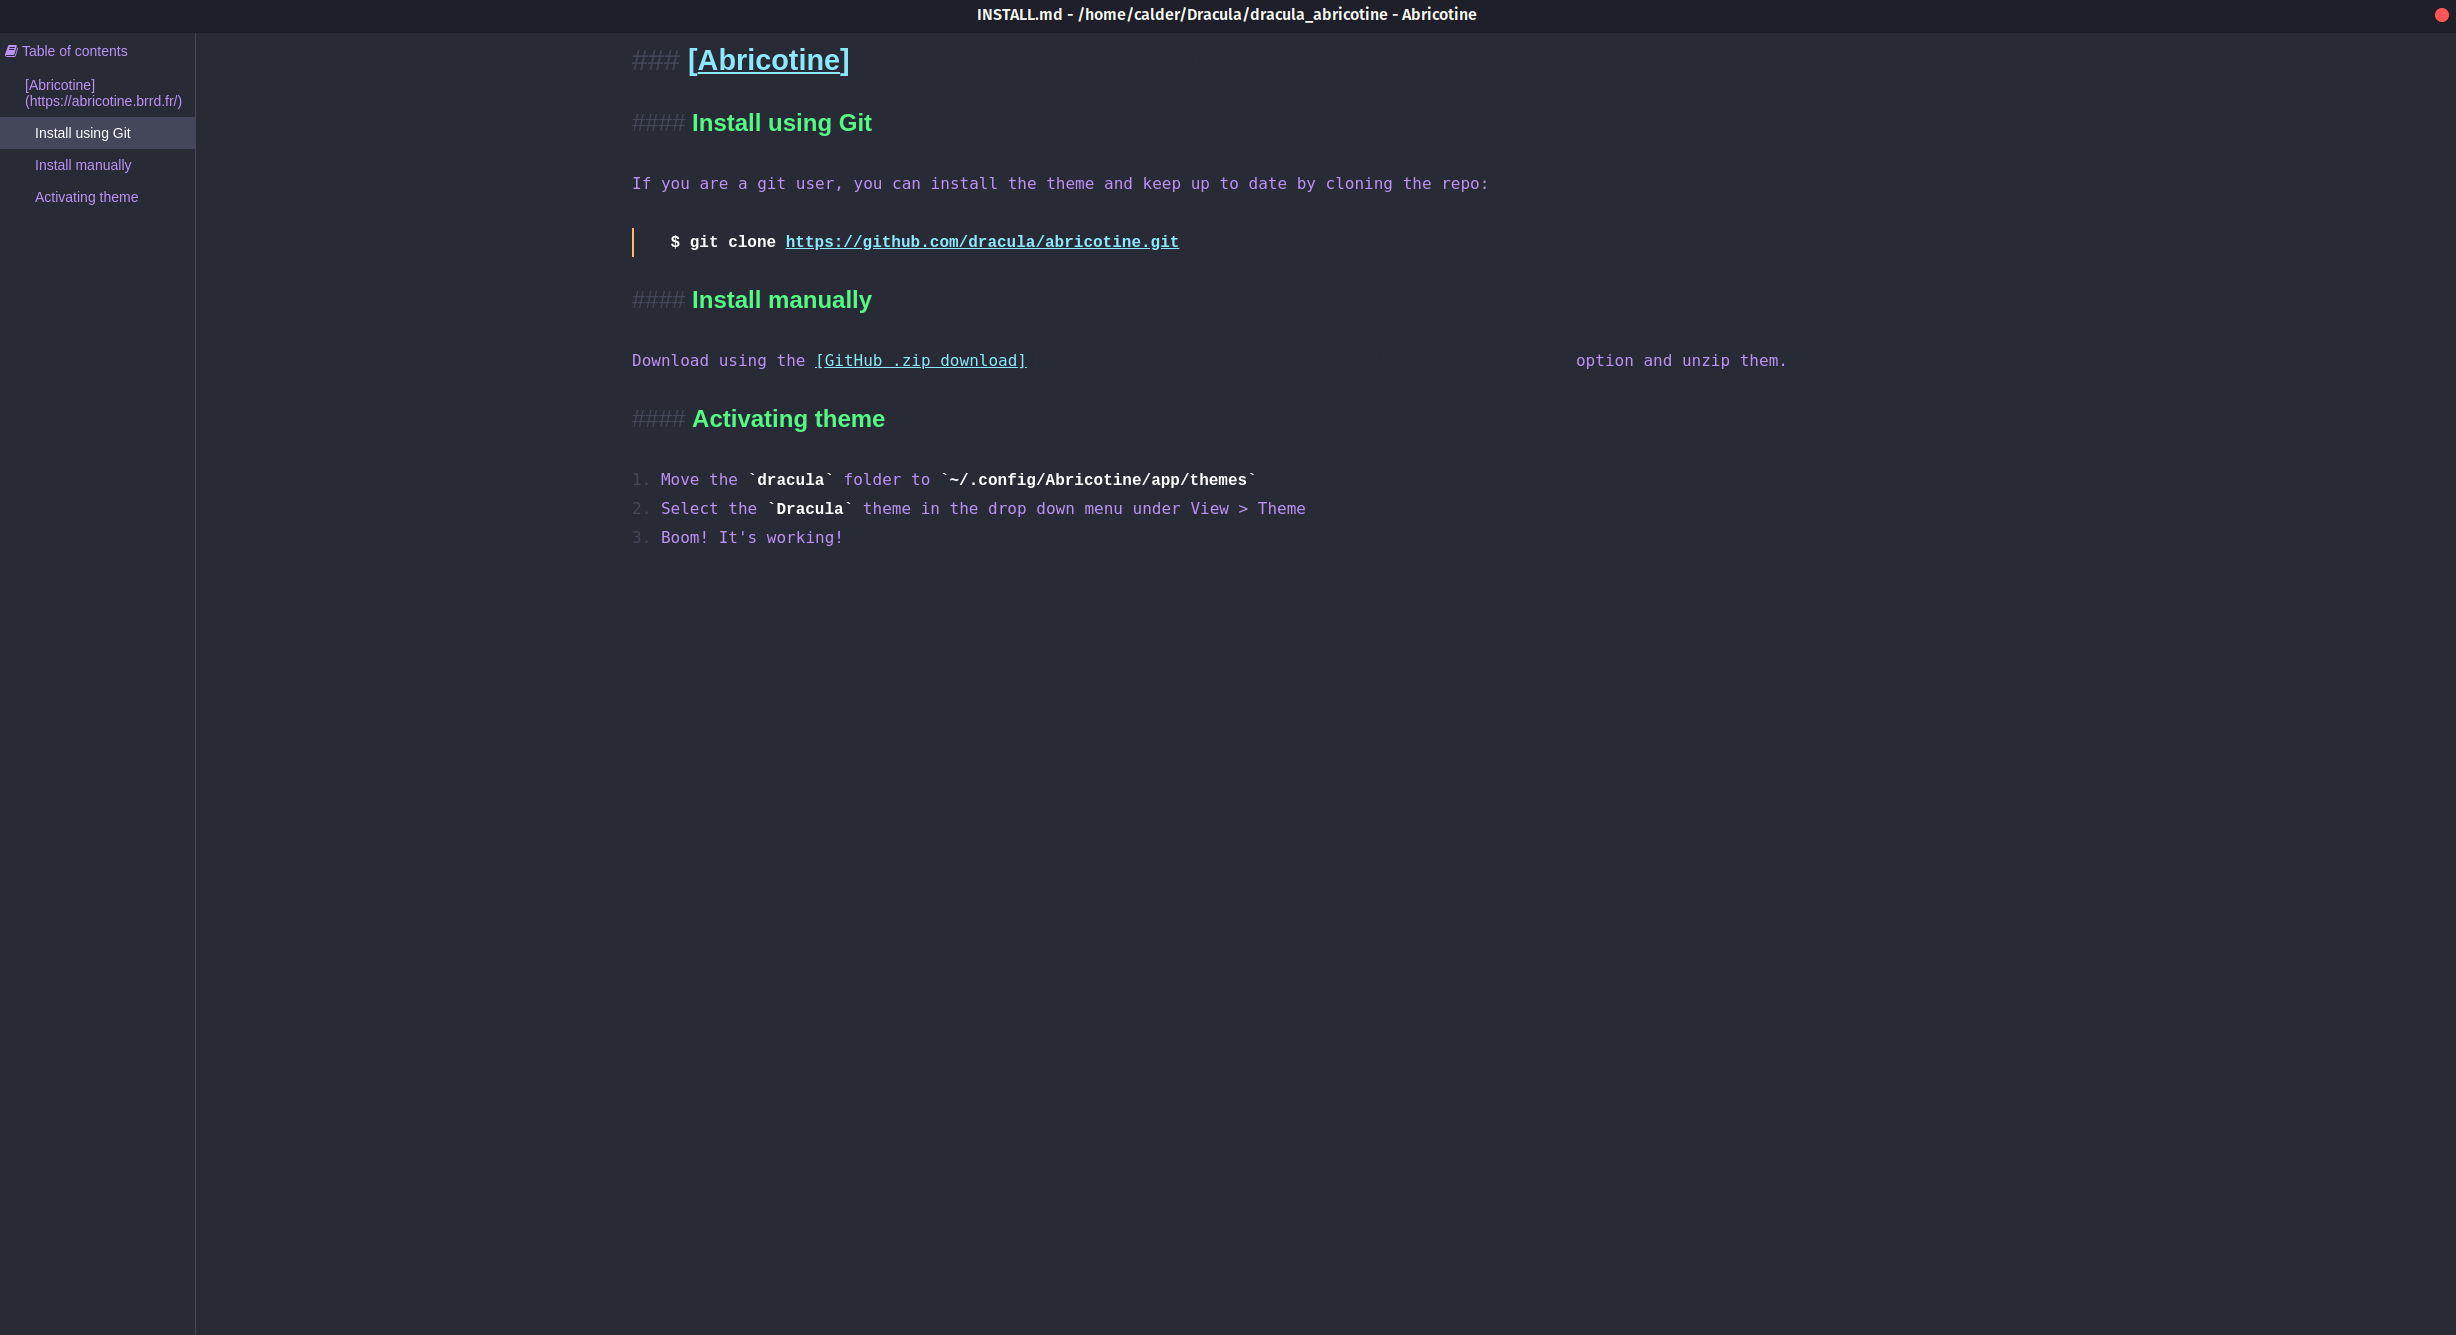 INSTALL.md - /home/calder/Dracula/dracula_abricotine - Abricotine
Table of contents
[Abricotine]
(https://abricotine.brrd.fr/)
Install using Git
Install manually
Activating theme
### [Abricotine]
#### Install using Git
If you are a git user, you can install the theme and keep up to date by cloning the repo:
$ git clone https://github.com/dracula/abricotine.git
#### Install manually
Download using the [GitHub .zip download] option and unzip them.
#### Activating theme
1. Move the `dracula` folder to `~/.config/Abricotine/app/themes`
2. Select the `Dracula` theme in the drop down menu under View > Theme
3. Boom! It's working!